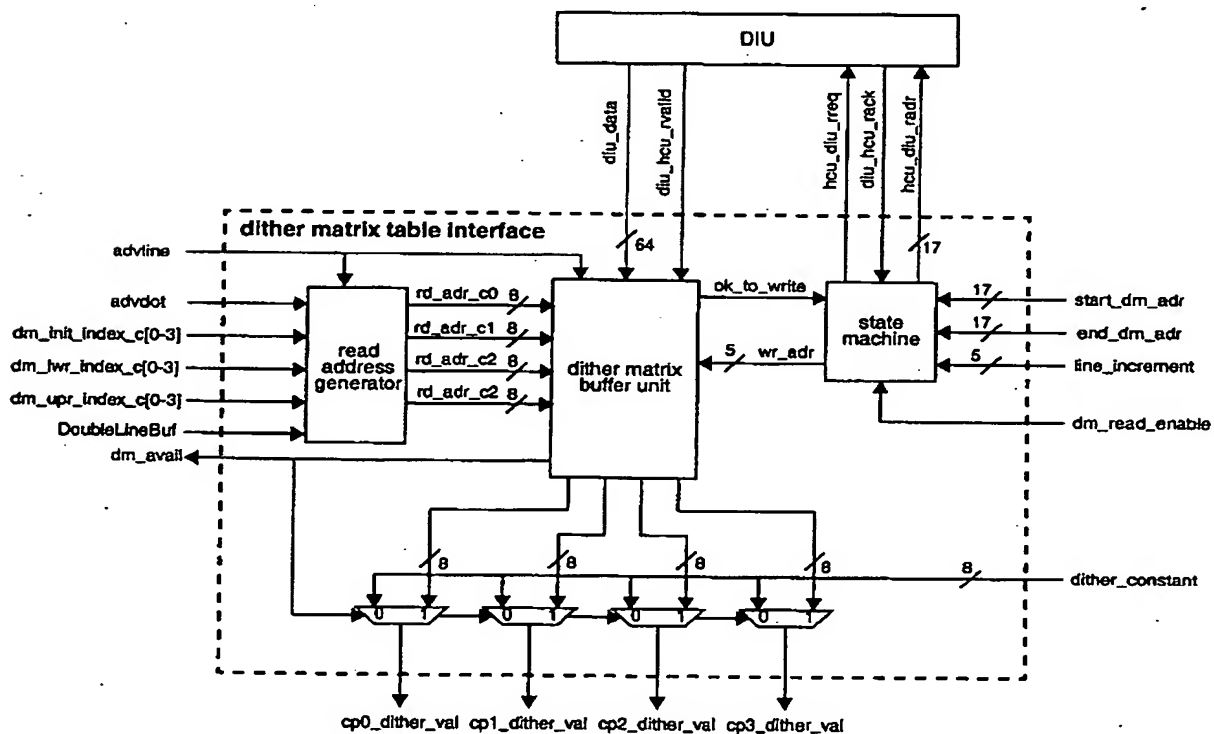 DIU
diu_data
diu_hcu_rvalid
hcu_diu_rreq
diu_hcu_rack
hcu_diu_radr
dither matrix table interface
64
17
advline
advdot
dm_init_index_c[0-3]
dm_lwr_index_c[0-3]
dm_upr_index_c[0-3]
DoubleLineBuf
dm_avail
read
address
generator
rd_adr_c0 8
rd_adr_c1 8
rd_adr_c2 8
rd_adr_c2 8
dither matrix
buffer unit
ok_to_write
5 wr_adr
state
machine
17 start_dm_adr
17 end_dm_adr
5 line_increment
dm_read_enable
8 8 8 8
8 dither_constant
0 1 0 1 0 1 0 1
cp0_dither_val cp1_dither_val cp2_dither_val cp3_dither_val